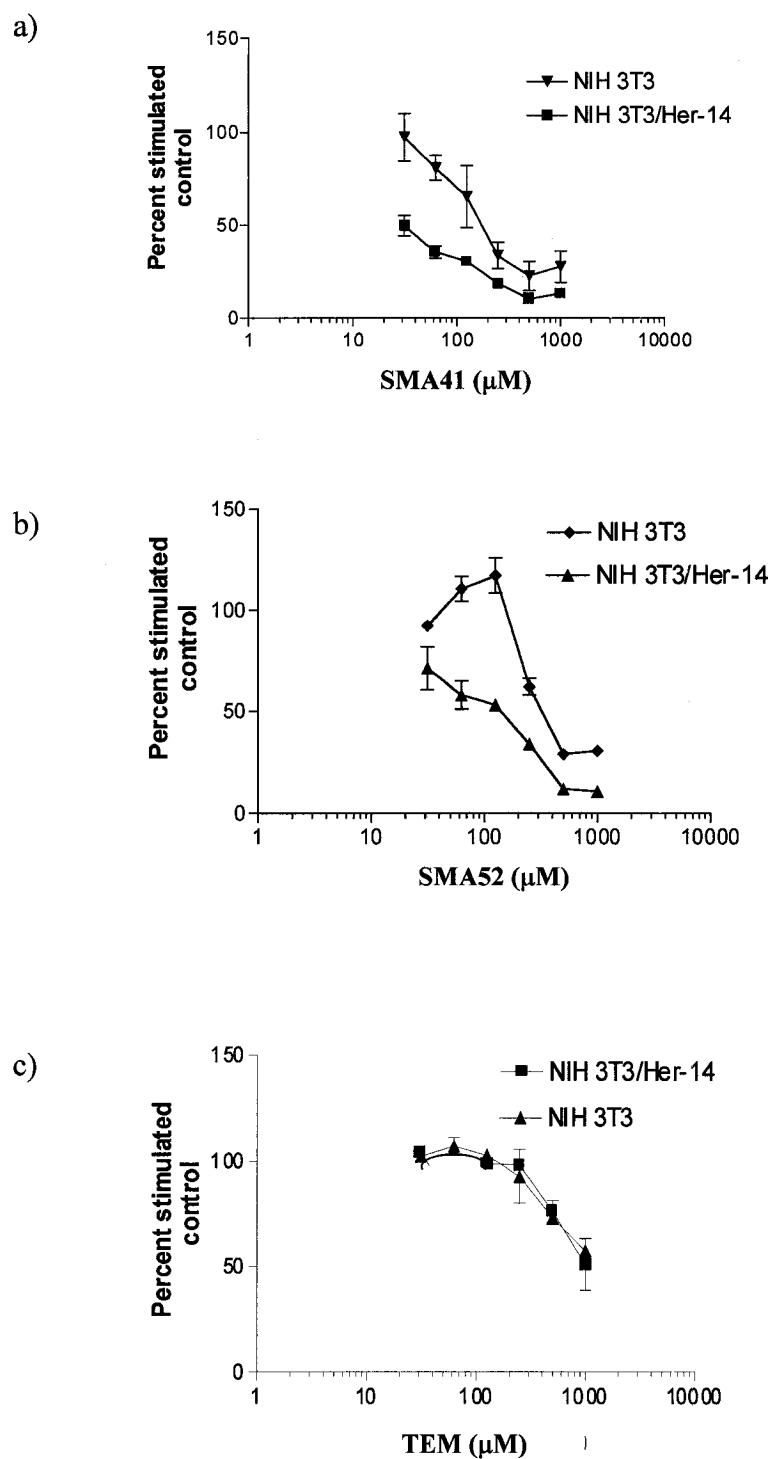 a)
150
100
50
0
Percent stimulated
control
NIH 3T3
NIH 3T3/Her-14
1
10
100
1000
10000
SMA41 (μM)
b)
150
100
50
0
Percent stimulated
control
NIH 3T3
NIH 3T3/Her-14
1
10
100
1000
10000
SMA52 (μM)
c)
150
100
50
0
Percent stimulated
control
NIH 3T3/Her-14
NIH 3T3
1
10
100
1000
10000
TEM (μM)